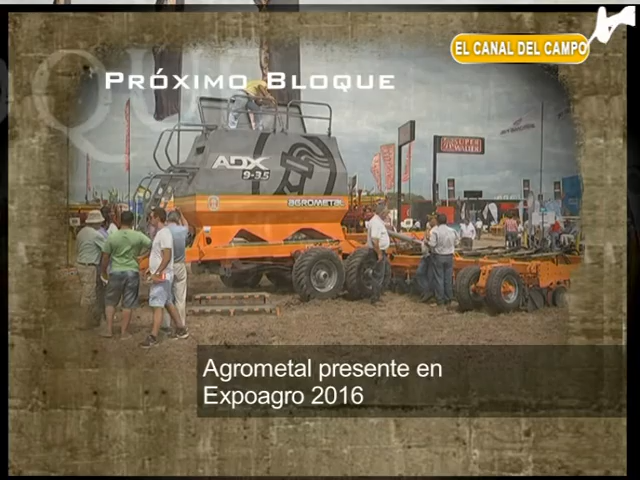 EL CANAL DEL CAMPO
PRÓXIMO BLOQUE
ADX
9-35
AGROMETAL
Agrometal presente en
Expoagro 2016